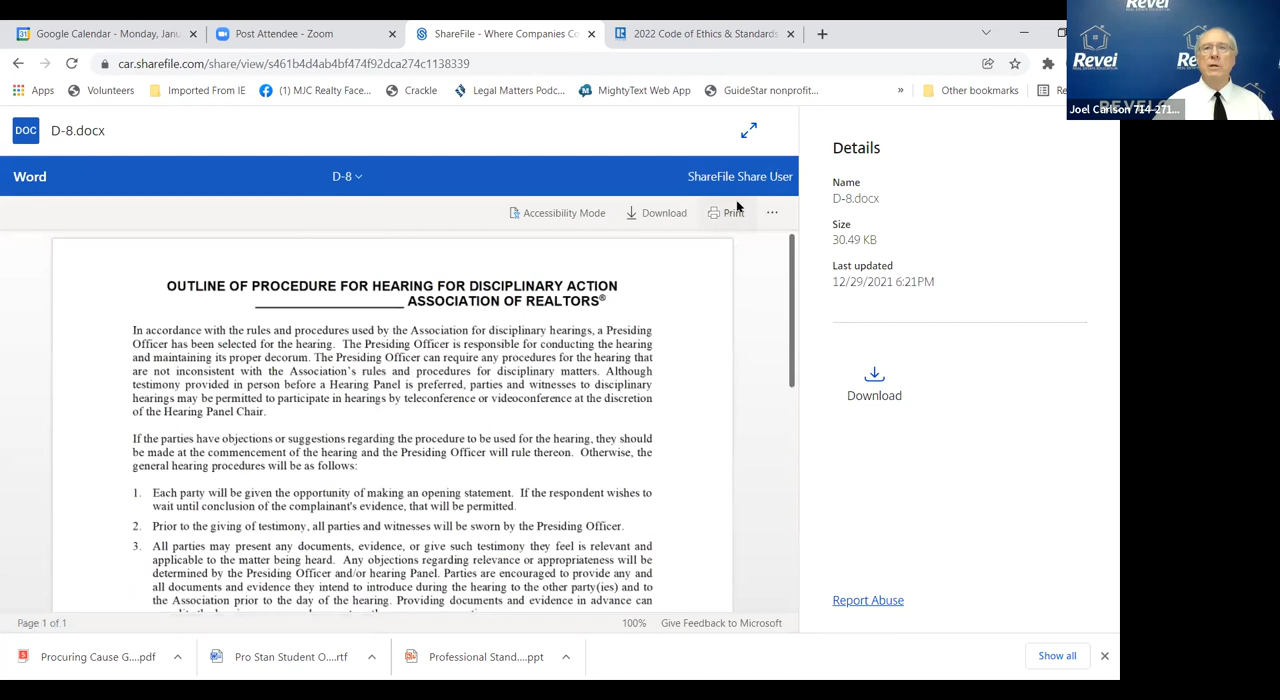 Google Calendar - Monday, Janu
Post Attendee - Zoom
ShareFile - Where Companies Co
2022 Code of Ethics & Standards
car.sharefile.com/share/view/s461b4d4ab4bf474f92dca274c1138339
Apps
Volunteers
Imported From IE
(1) MJC Realty Face...
Crackle
Legal Matters Podc...
MightyText Web App
GuideStar nonprofit...
»
Other bookmarks
Revei
Revei
Joel Carlson 714-271...
DOC
D-8.docx
Word
D-8
ShareFile Share User
Accessibility Mode
Download
Print
...
OUTLINE OF PROCEDURE FOR HEARING FOR DISCIPLINARY ACTION
__________________ ASSOCIATION OF REALTORS®
In accordance with the rules and procedures used by the Association for disciplinary hearings, a Presiding
Officer has been selected for the hearing. The Presiding Officer is responsible for conducting the hearing
and maintaining its proper decorum. The Presiding Officer can require any procedures for the hearing that
are not inconsistent with the Association's rules and procedures for disciplinary matters. Although
testimony provided in person before a Hearing Panel is preferred, parties and witnesses to disciplinary
hearings may be permitted to participate in hearings by teleconference or videoconference at the discretion
of the Hearing Panel Chair.
If the parties have objections or suggestions regarding the procedure to be used for the hearing, they should
be made at the commencement of the hearing and the Presiding Officer will rule thereon. Otherwise, the
general hearing procedures will be as follows:
1. Each party will be given the opportunity of making an opening statement. If the respondent wishes to
wait until conclusion of the complainant's evidence, that will be permitted.
2. Prior to the giving of testimony, all parties and witnesses will be sworn by the Presiding Officer.
3. All parties may present any documents, evidence, or give such testimony they feel is relevant and
applicable to the matter being heard. Any objections regarding relevance or appropriateness will be
determined by the Presiding Officer and/or hearing Panel. Parties are encouraged to provide any and
all documents and evidence they intend to introduce during the hearing to the other party(ies) and to
the Association prior to the day of the hearing. Providing documents and evidence in advance can
Page 1 of 1
100%
Give Feedback to Microsoft
Details
Name
D-8.docx
Size
30.49 KB
Last updated
12/29/2021 6:21PM
Download
Report Abuse
Procuring Cause G....pdf
Pro Stan Student O....rtf
Professional Stand....ppt
Show all